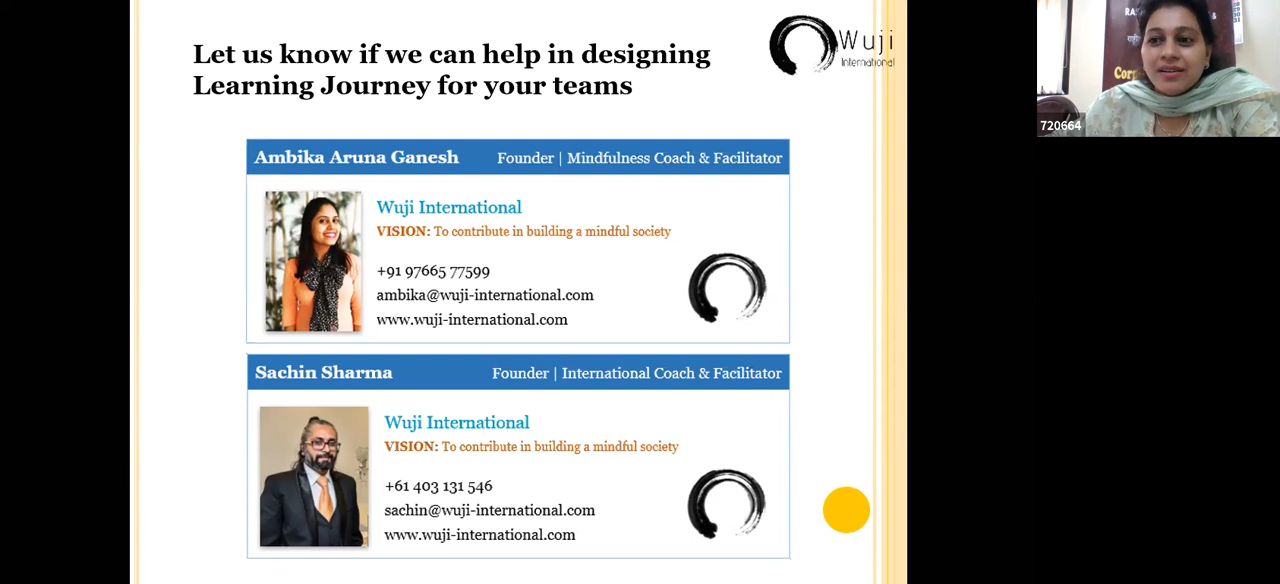 Let us know if we can help in designing
Learning Journey for your teams
Wuji
International
Ambika Aruna Ganesh Founder | Mindfulness Coach & Facilitator
Wuji International
VISION: To contribute in building a mindful society
+91 97665 77599
ambika@wuji-international.com
www.wuji-international.com
Sachin Sharma Founder | International Coach & Facilitator
Wuji International
VISION: To contribute in building a mindful society
+61 403 131 546
sachin@wuji-international.com
www.wuji-international.com
720664